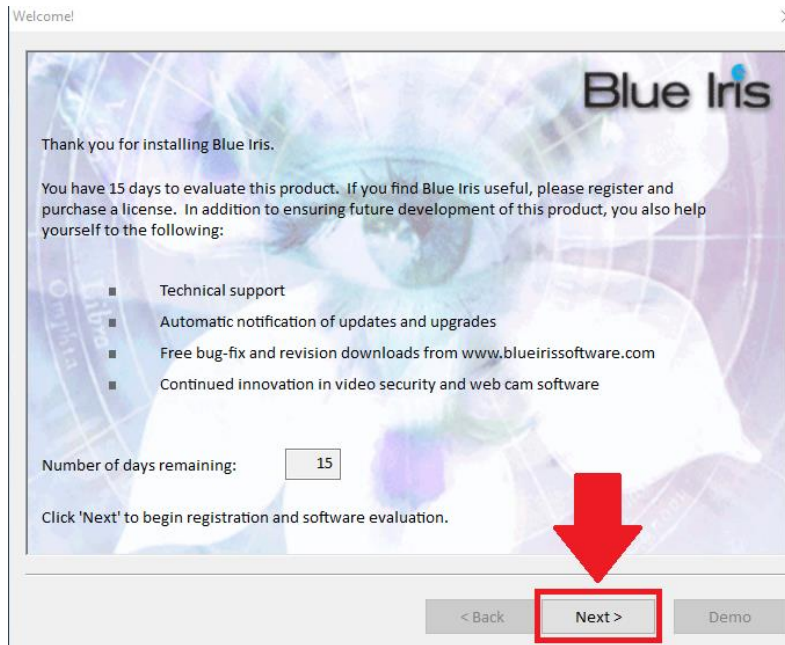 Welcome!
Blue Iris
Thank you for installing Blue Iris.
You have 15 days to evaluate this product.  If you find Blue Iris useful, please register and
purchase a license.  In addition to ensuring future development of this product, you also help
yourself to the following:
Technical support
Automatic notification of updates and upgrades
Free bug-fix and revision downloads from www.blueirissoftware.com
Continued innovation in video security and web cam software
Number of days remaining: 15
Click 'Next' to begin registration and software evaluation.
< Back Next > Demo
Libra